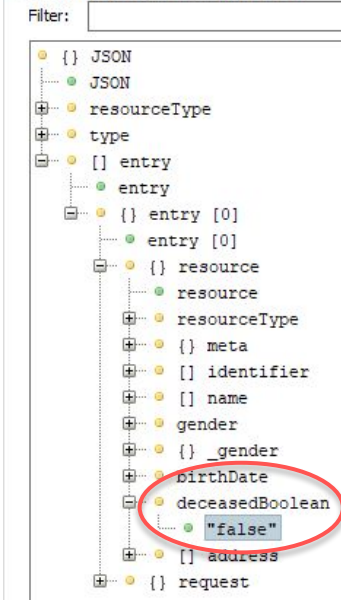 Filter:
{} JSON
JSON
resourceType
type
[] entry
entry
{} entry [0]
entry [0]
{} resource
resource
resourceType
{} meta
[] identifier
[] name
gender
{} _gender
birthDate
deceasedBoolean
"false"
[] address
{} request